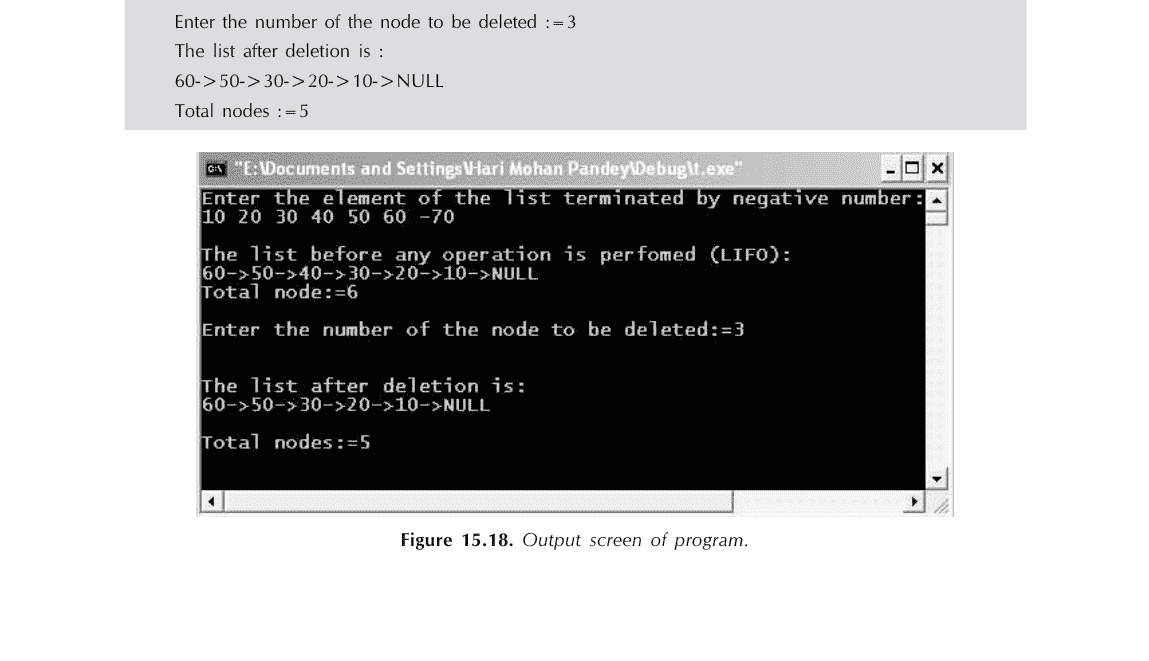 Enter the number of the node to be deleted :=3
The list after deletion is :
60->50->30->20->10->NULL
Total nodes :=5
C:\ "E:\Documents and Settings\Hari Mohan Pandey\Debug\t.exe"
Enter the element of the list terminated by negative number:
10 20 30 40 50 60 -70
The list before any operation is perfomed (LIFO):
60->50->40->30->20->10->NULL
Total node:=6
Enter the number of the node to be deleted:=3
The list after deletion is:
60->50->30->20->10->NULL
Total nodes:=5
Figure 15.18. Output screen of program.